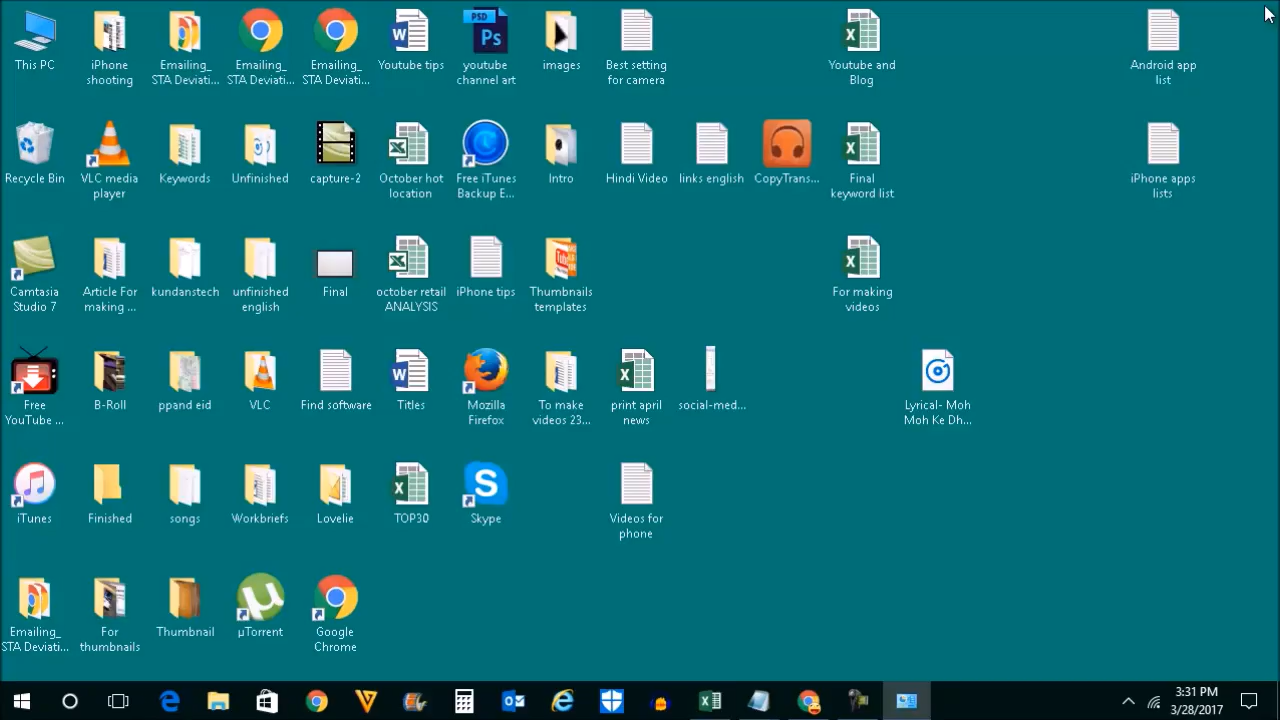 This PC
iPhone
shooting
Emailing_
STA Deviati...
Emailing_
STA Deviati...
Emailing_
STA Deviati...
Youtube tips
PSD
Ps
youtube
channel art
images
Best setting
for camera
Youtube and
Blog
Android app
list
Recycle Bin
VLC media
player
Keywords
Unfinished
capture-2
October hot
location
Free iTunes
Backup E...
Intro
Hindi Video
links english
CopyTrans...
Final
keyword list
iPhone apps
lists
Camtasia
Studio 7
Article For
making ...
kundanstech
unfinished
english
Final
october retail
ANALYSIS
iPhone tips
Thumbnails
templates
For making
videos
Free
YouTube ...
B-Roll
ppand eid
VLC
Find software
Titles
Mozilla
Firefox
To make
videos 23...
print april
news
social-med...
Lyrical- Moh
Moh Ke Dh...
iTunes
Finished
songs
Workbriefs
Lovelie
TOP30
Skype
Videos for
phone
Emailing_
STA Deviati...
For
thumbnails
Thumbnail
µTorrent
Google
Chrome
3:31 PM
3/28/2017